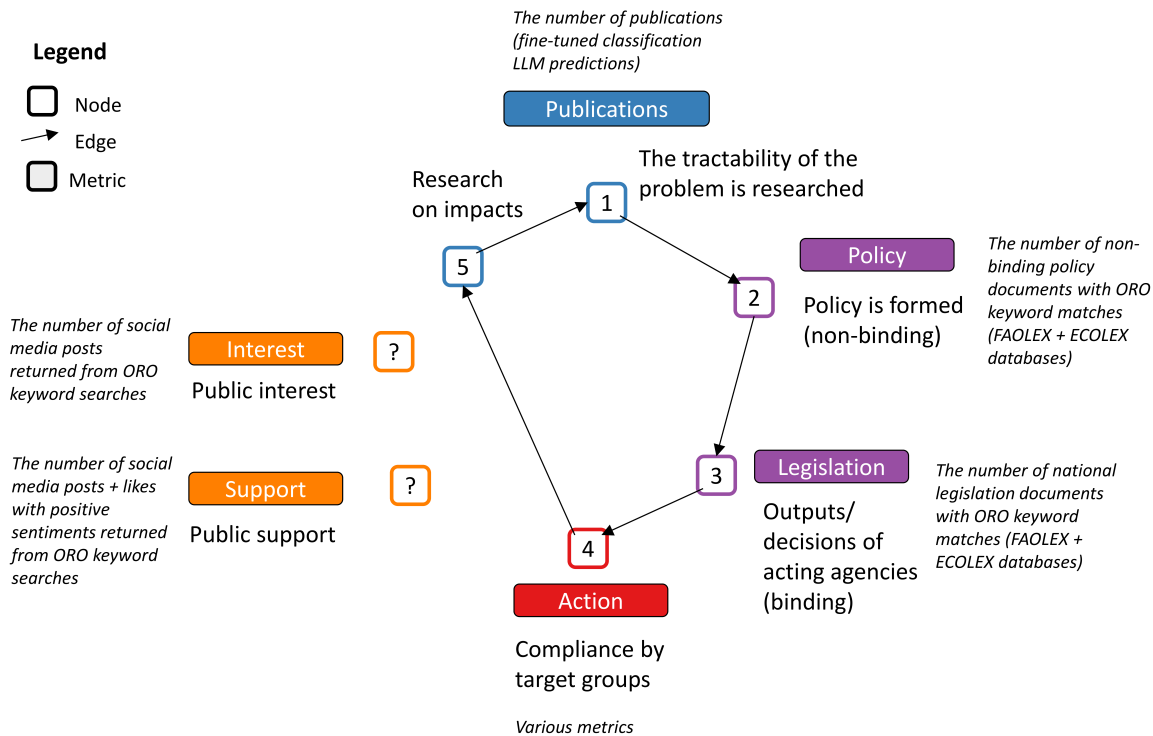 The number of publications
(fine-tuned classification
LLM predictions)
Legend
Node
Edge
Metric
Publications
The tractability of the
problem is researched
Research
on impacts
1
5
2
Policy
Policy is formed
(non-binding)
The number of non-
binding policy
documents with ORO
keyword matches
(FAOLEX + ECOLEX
databases)
The number of social
media posts
returned from ORO
keyword searches
Interest
Public interest
?
The number of social
media posts + likes
with positive
sentiments returned
from ORO keyword
searches
Support
Public support
?
3
Legislation
Outputs/
decisions of
acting agencies
(binding)
The number of national
legislation documents
with ORO keyword
matches (FAOLEX +
ECOLEX databases)
4
Action
Compliance by
target groups
Various metrics